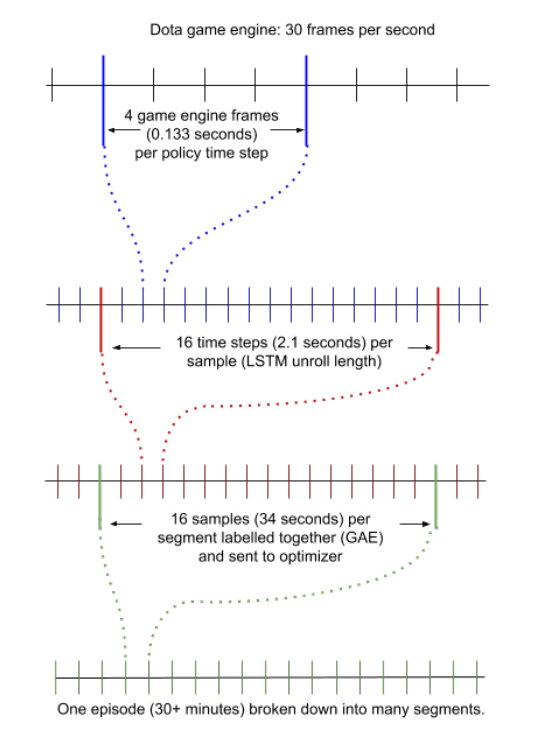 Dota game engine: 30 frames per second
4 game engine frames
(0.133 seconds)
per policy time step
16 time steps (2.1 seconds) per
sample (LSTM unroll length)
16 samples (34 seconds) per
segment labelled together (GAE)
and sent to optimizer
One episode (30+ minutes) broken down into many segments.